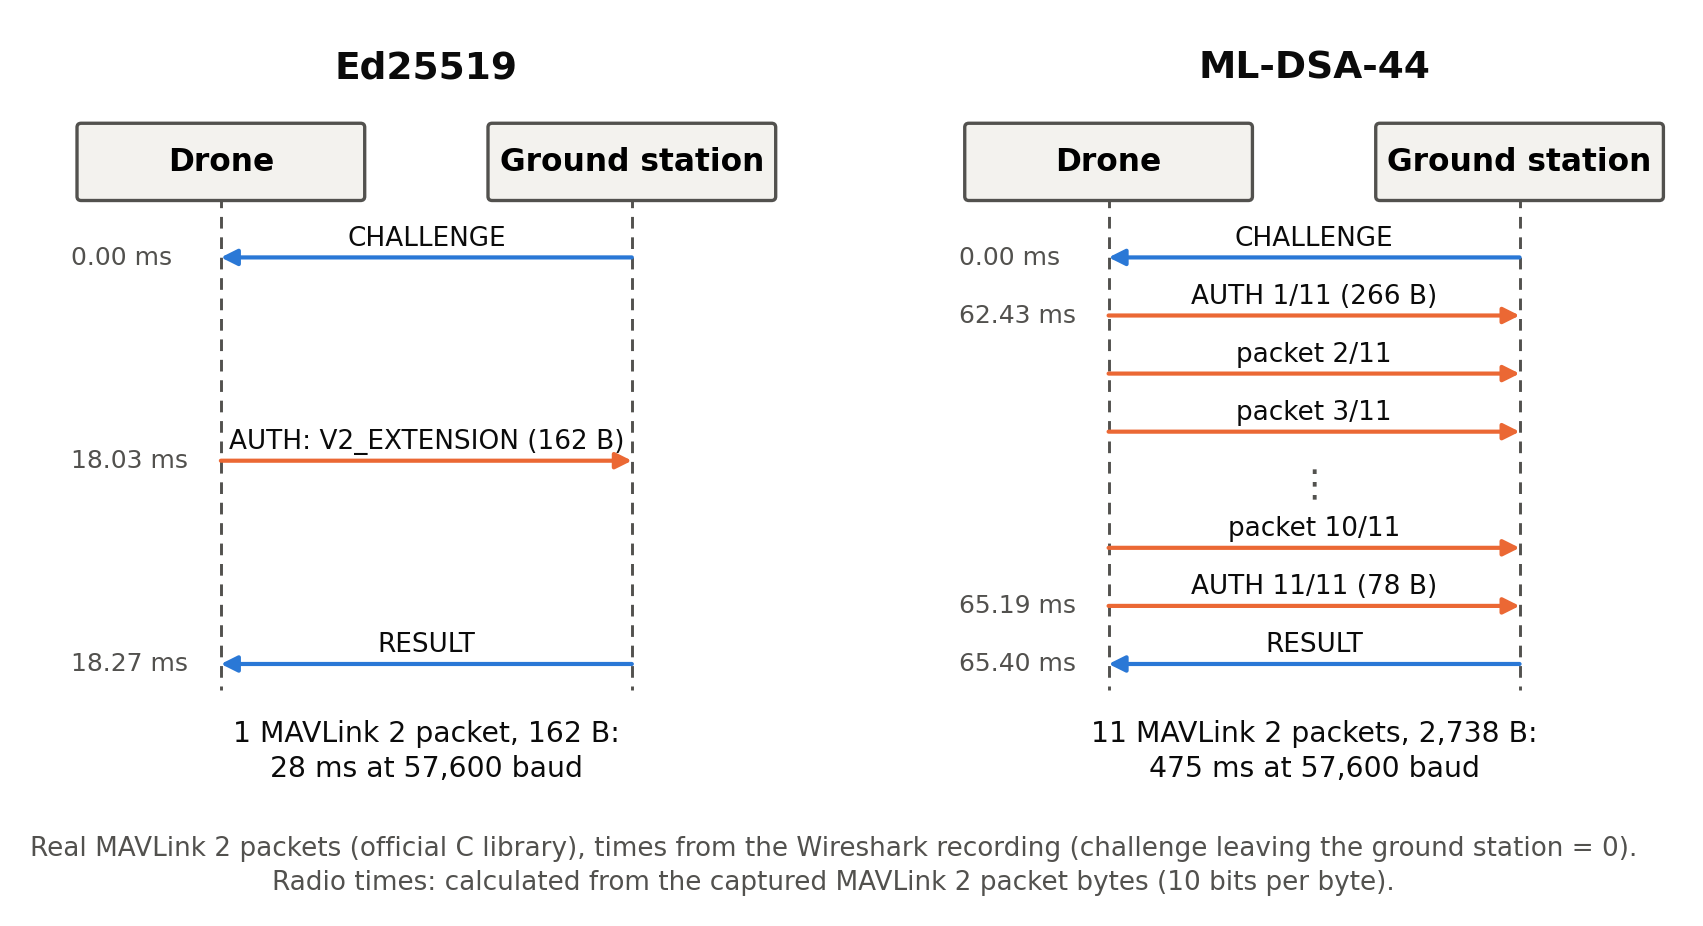 Ed25519
Drone
Ground station
CHALLENGE
0.00 ms
AUTH: V2_EXTENSION (162 B)
18.03 ms
RESULT
18.27 ms
1 MAVLink 2 packet, 162 B:
28 ms at 57,600 baud
ML-DSA-44
Drone
Ground station
CHALLENGE
0.00 ms
AUTH 1/11 (266 B)
62.43 ms
packet 2/11
packet 3/11
⋮
packet 10/11
AUTH 11/11 (78 B)
65.19 ms
RESULT
65.40 ms
11 MAVLink 2 packets, 2,738 B:
475 ms at 57,600 baud
Real MAVLink 2 packets (official C library), times from the Wireshark recording (challenge leaving the ground station = 0).
Radio times: calculated from the captured MAVLink 2 packet bytes (10 bits per byte).